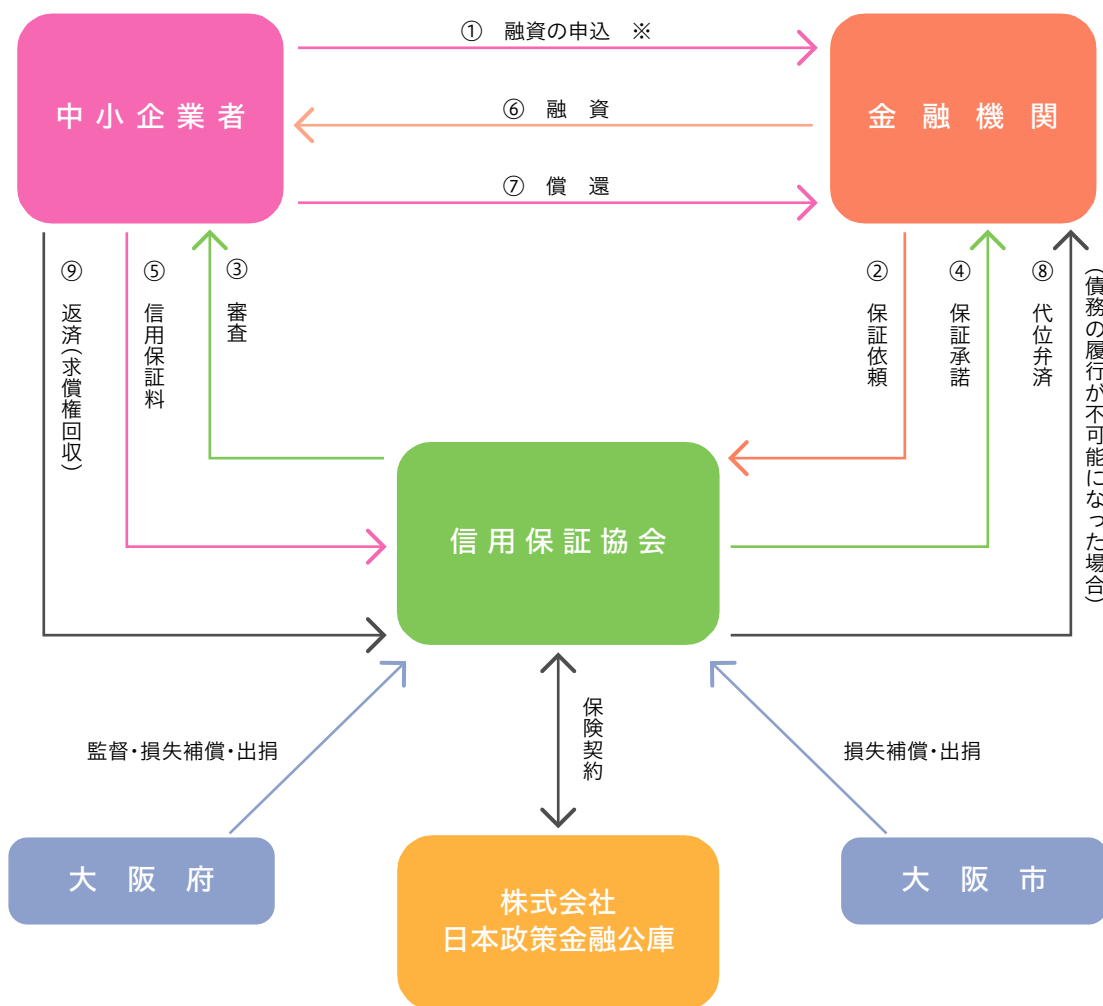 ① 融資の申込 ※
中小企業者
金融機関
⑥ 融資
⑦ 償還
⑨ 返済(求償権回収)
⑤ 信用保証料
③ 審査
② 保証依頼
④ 保証承諾
⑧ 代位弁済
(債務の履行が不可能になった場合)
信用保証協会
監督・損失補償・出捐
保険契約
損失補償・出捐
大阪府
株式会社
日本政策金融公庫
大阪市